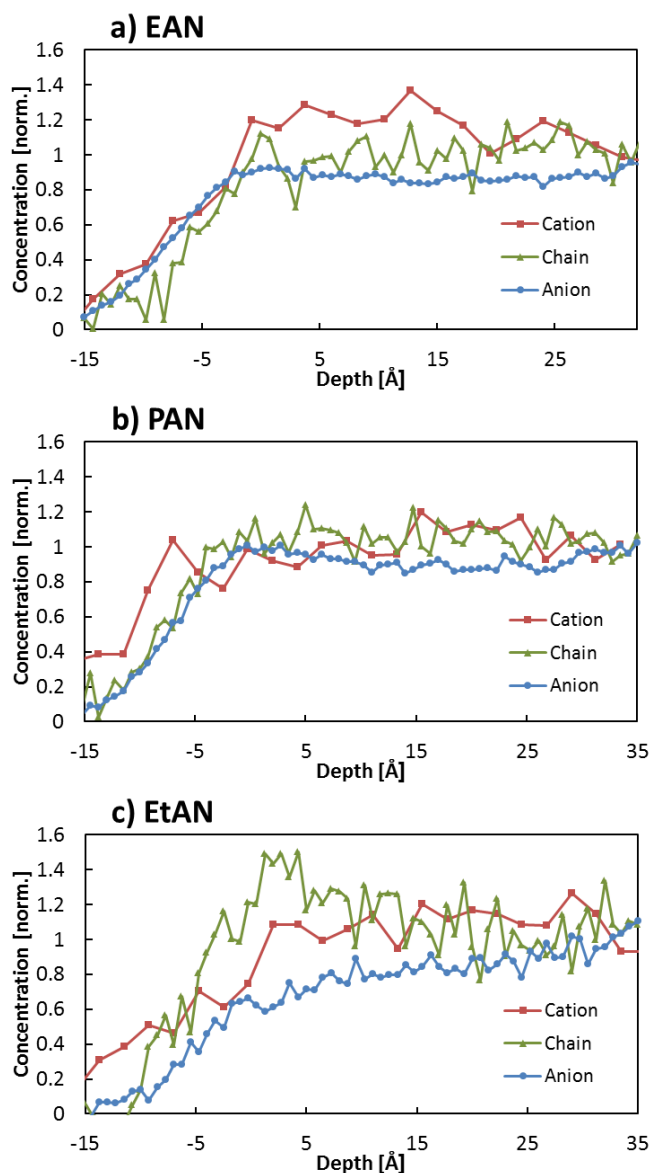 a) EAN
Concentration [norm.]
1.6
1.4
1.2
1
0.8
0.6
0.4
0.2
0
Cation
Chain
Anion
-15
-5
5
15
25
Depth [Å]
b) PAN
Concentration [norm.]
1.6
1.4
1.2
1
0.8
0.6
0.4
0.2
0
Cation
Chain
Anion
-15
-5
5
15
25
35
Depth [Å]
c) EtAN
Concentration [norm.]
1.6
1.4
1.2
1
0.8
0.6
0.4
0.2
0
Cation
Chain
Anion
-15
-5
5
15
25
35
Depth [Å]